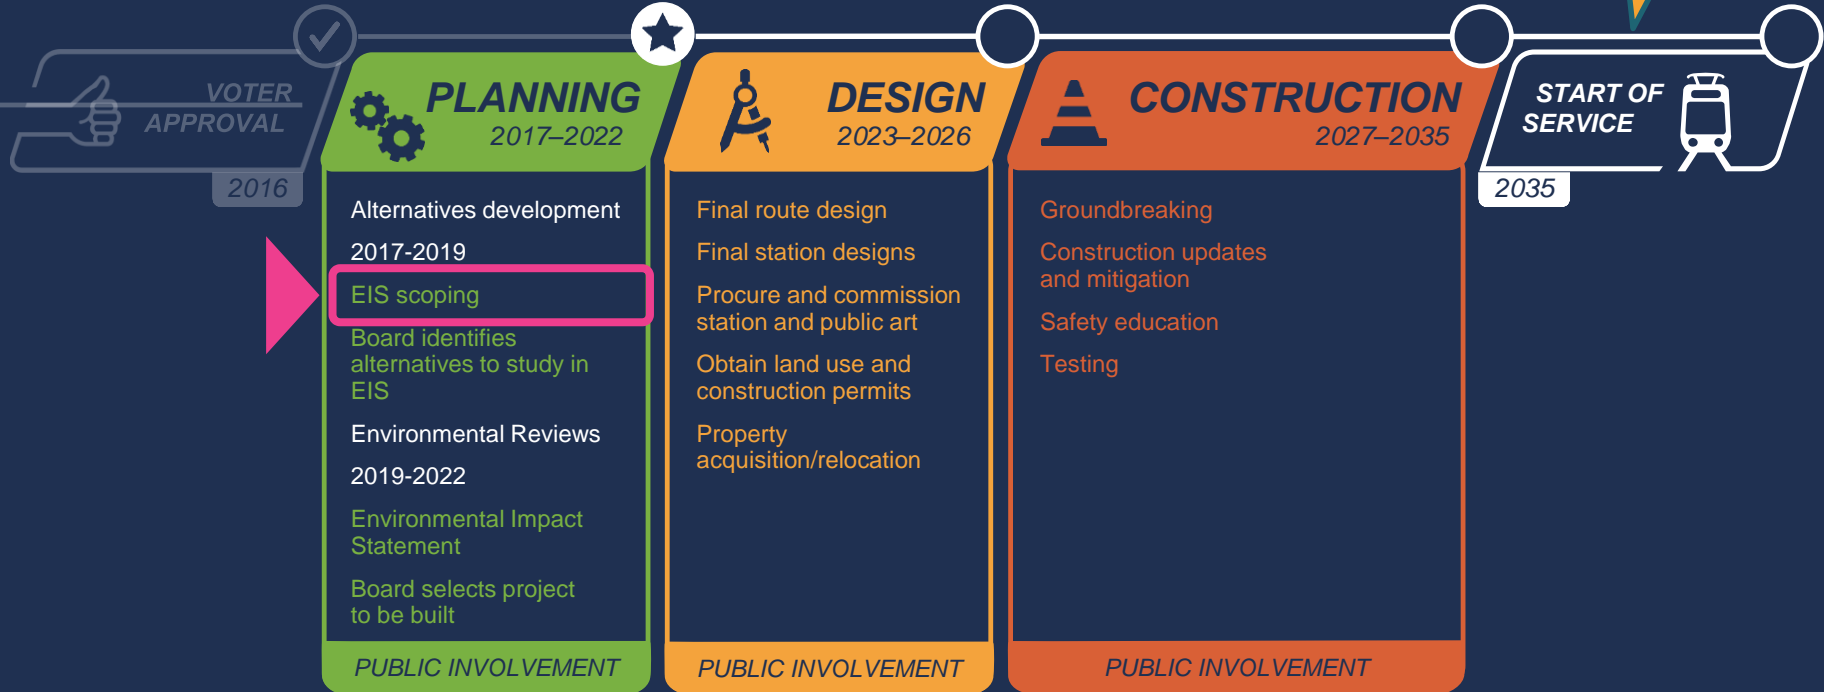 VOTER
APPROVAL
2016
PLANNING
2017–2022
Alternatives development
2017-2019
EIS scoping
Board identifies
alternatives to study in
EIS
Environmental Reviews
2019-2022
Environmental Impact
Statement
Board selects project
to be built
PUBLIC INVOLVEMENT
DESIGN
2023–2026
Final route design
Final station designs
Procure and commission
station and public art
Obtain land use and
construction permits
Property
acquisition/relocation
PUBLIC INVOLVEMENT
CONSTRUCTION
2027–2035
Groundbreaking
Construction updates
and mitigation
Safety education
Testing
PUBLIC INVOLVEMENT
START OF
SERVICE
2035